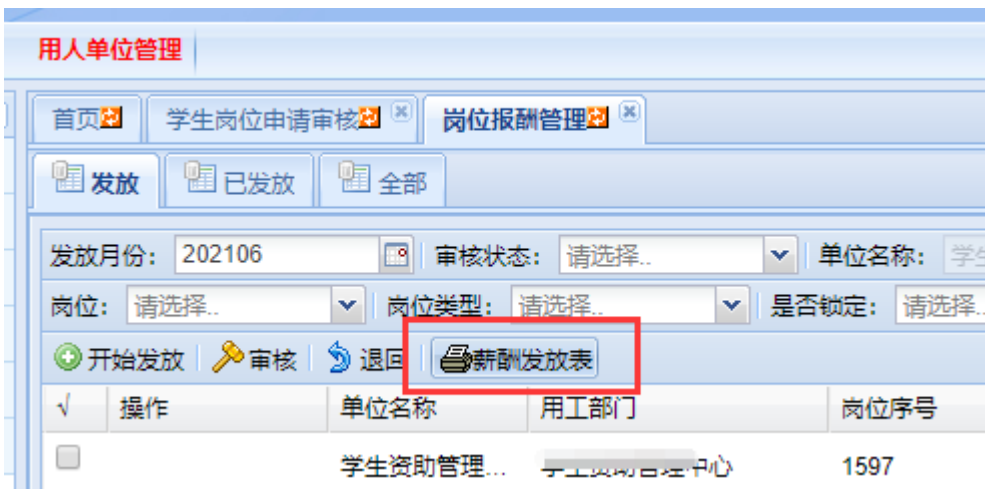 用人单位管理
首页 学生岗位申请审核 岗位报酬管理
发放 已发放 全部
发放月份： 202106 审核状态： 请选择.. 单位名称： 学生
岗位： 请选择.. 岗位类型： 请选择.. 是否锁定： 请选择..
开始发放 审核 退回 薪酬发放表
√ 操作 单位名称 用工部门 岗位序号
学生资助管理... 中心 1597